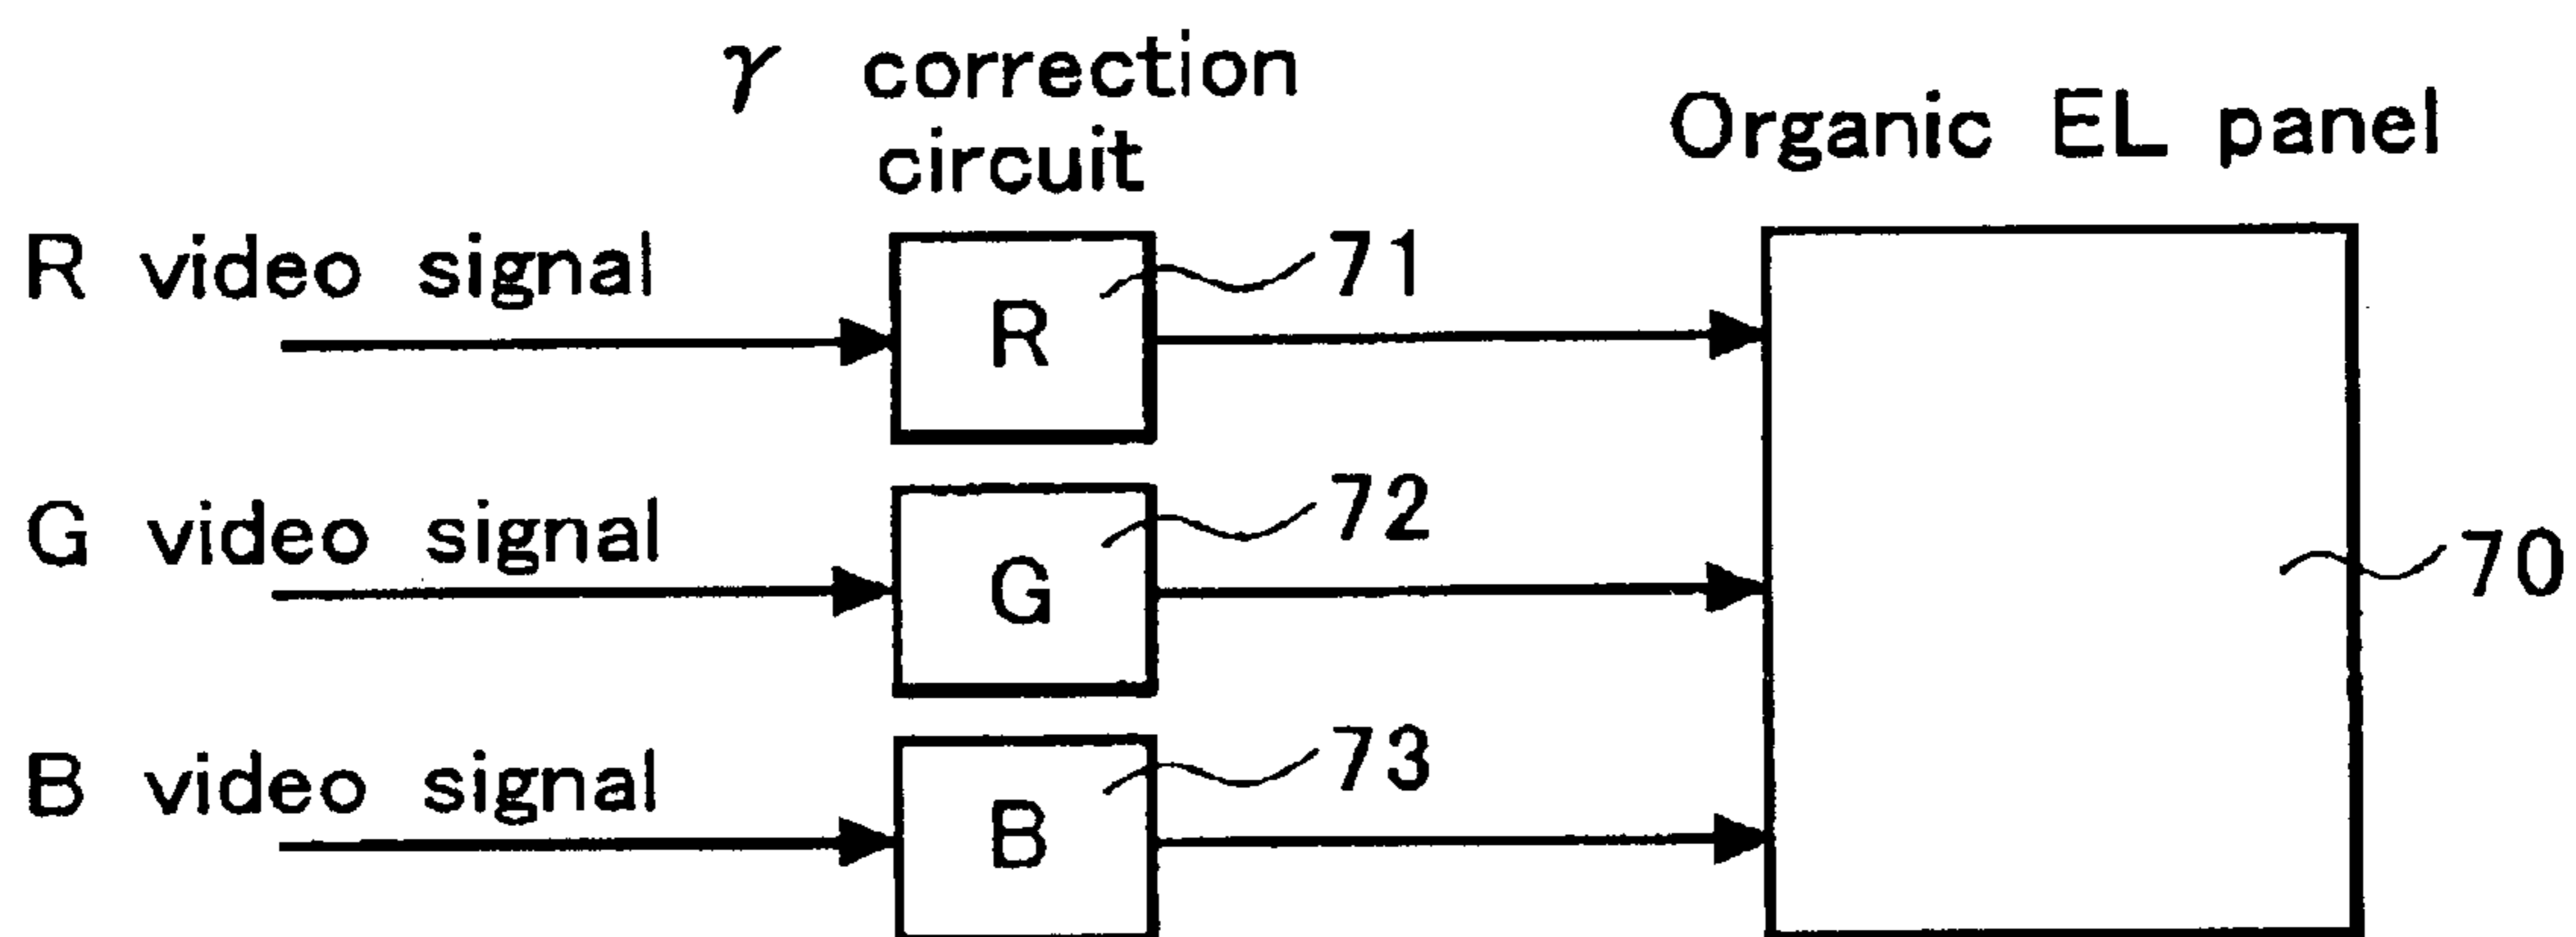 γ correction
circuit
Organic EL panel
R video signal
R
71
G video signal
G
72
70
B video signal
B
73